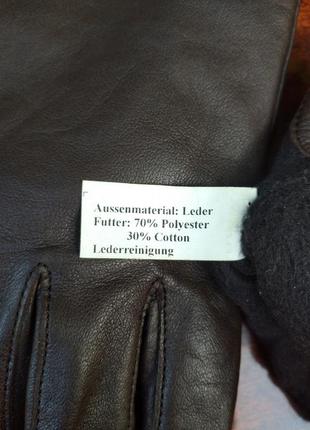 Aussenmaterial: Leder
Futter: 70% Polyester
30% Cotton
Lederreinigung